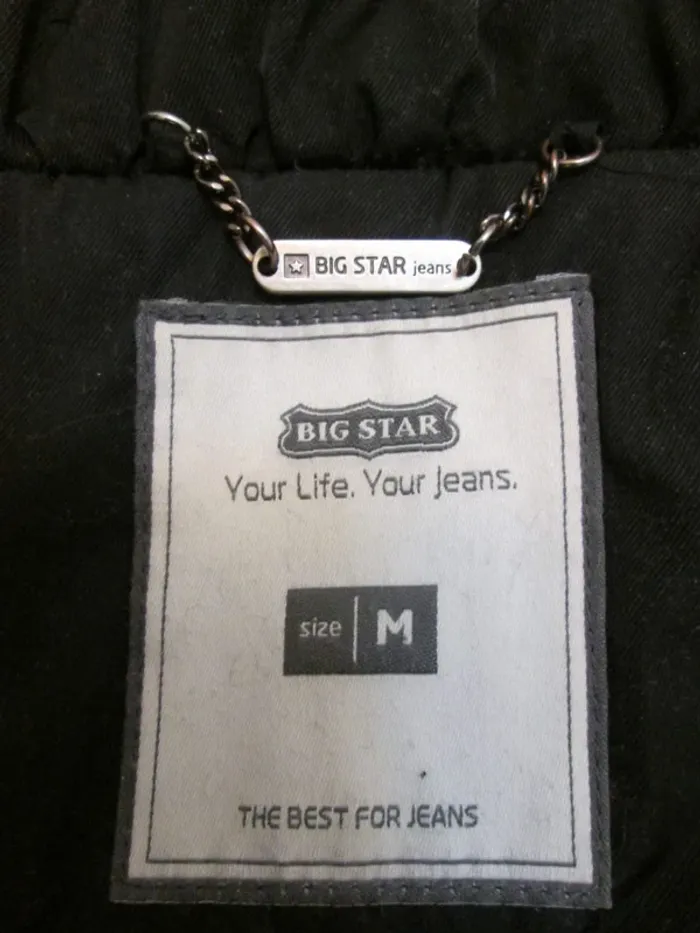 BIG STAR jeans
BIG STAR
Your Life. Your Jeans.
size M
THE BEST FOR JEANS